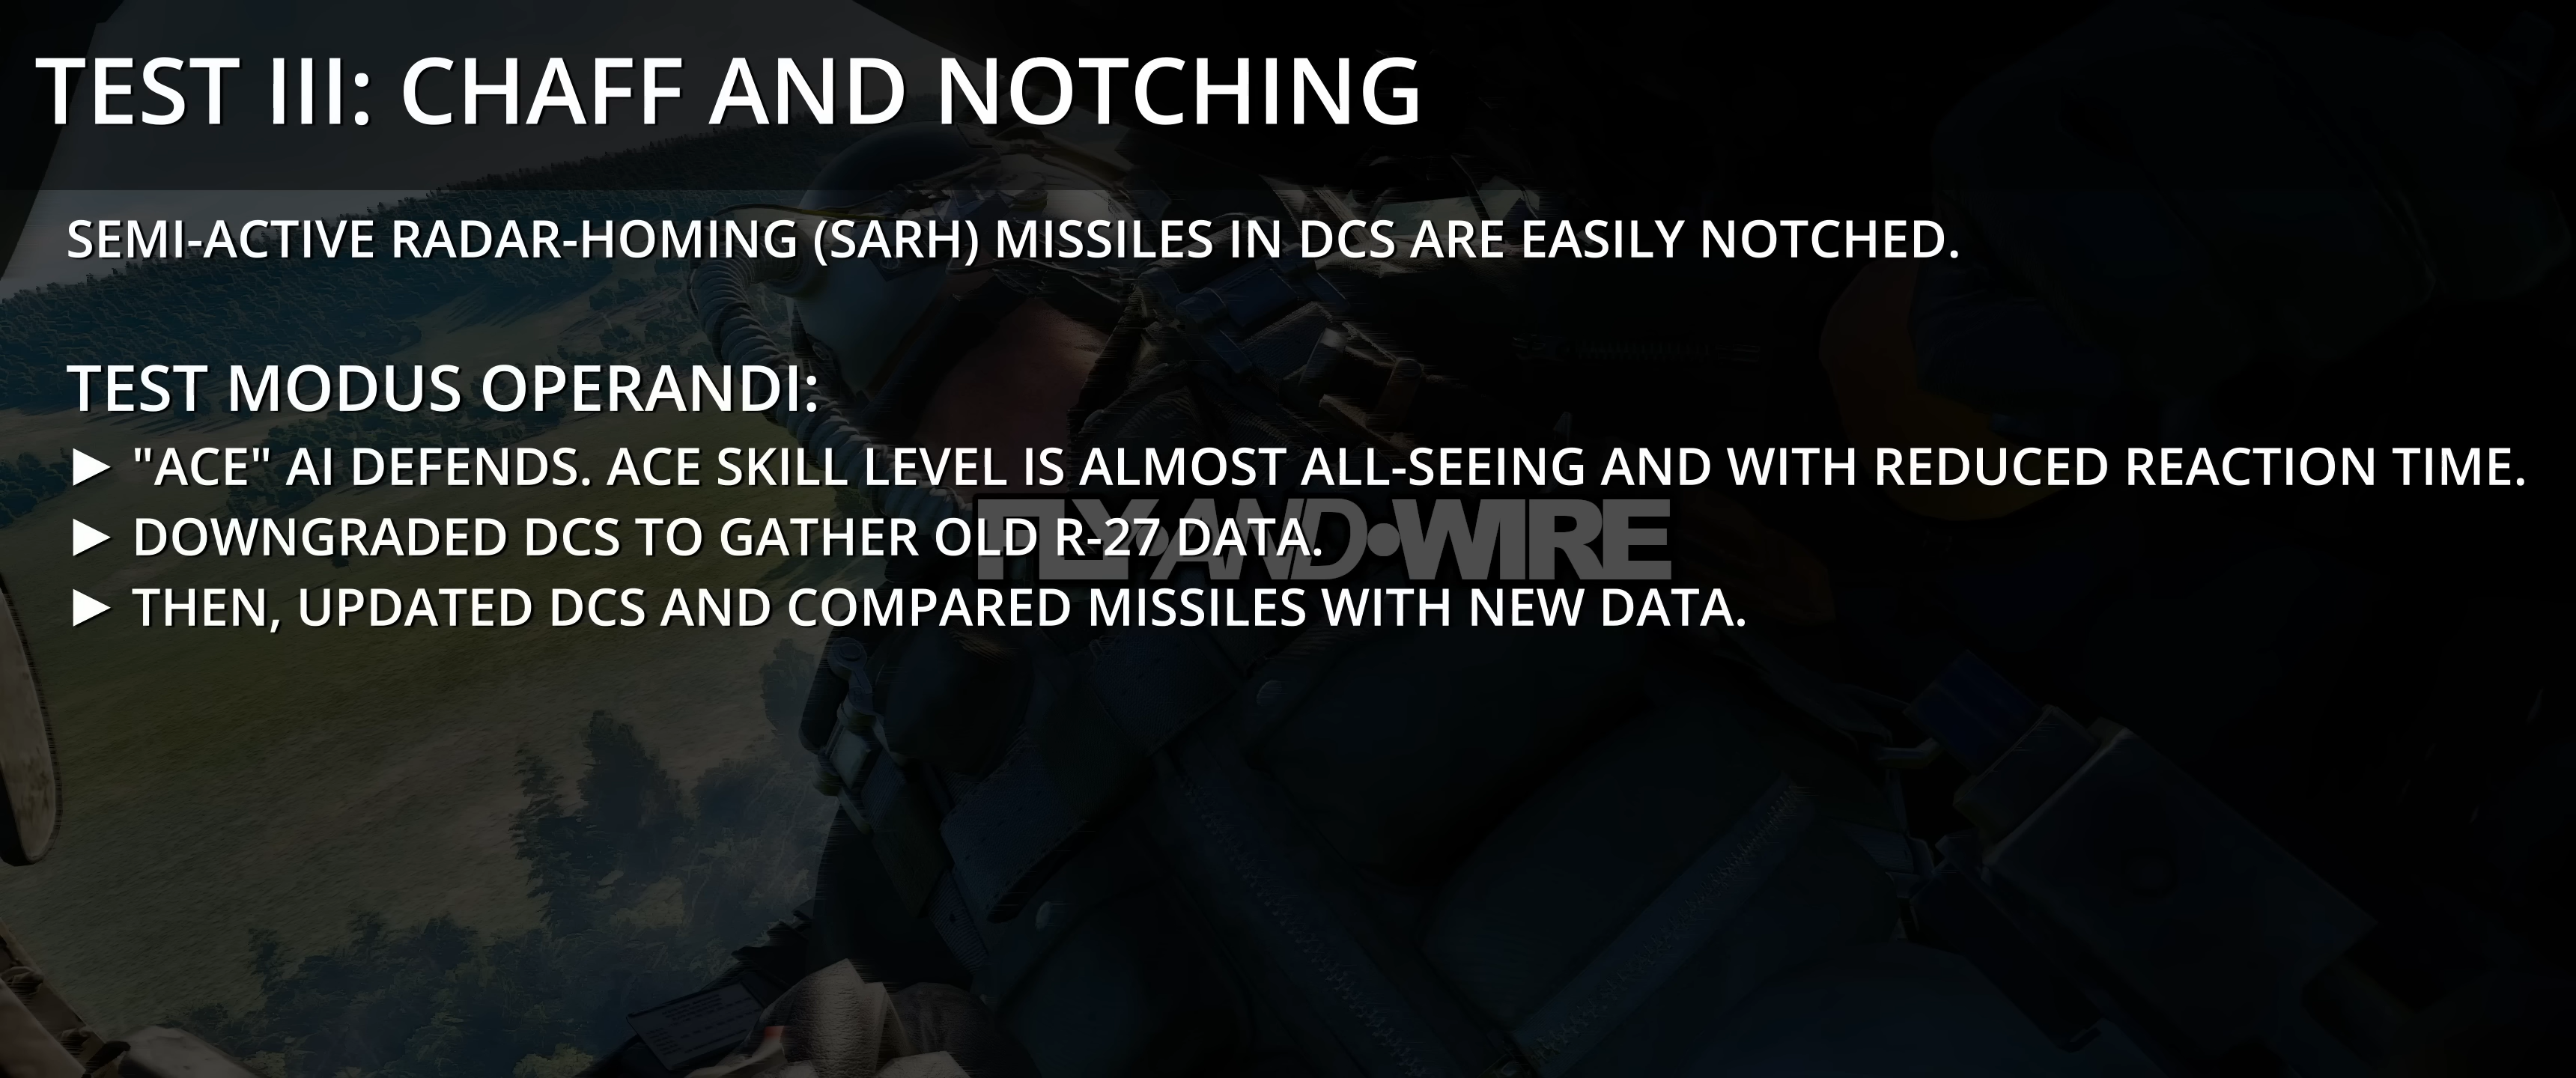 TEST III: CHAFF AND NOTCHING
SEMI-ACTIVE RADAR-HOMING (SARH) MISSILES IN DCS ARE EASILY NOTCHED.
TEST MODUS OPERANDI:
► "ACE" AI DEFENDS. ACE SKILL LEVEL IS ALMOST ALL-SEEING AND WITH REDUCED REACTION TIME.
► DOWNGRADED DCS TO GATHER OLD R-27 DATA.
FLY•AND•WIRE
► THEN, UPDATED DCS AND COMPARED MISSILES WITH NEW DATA.